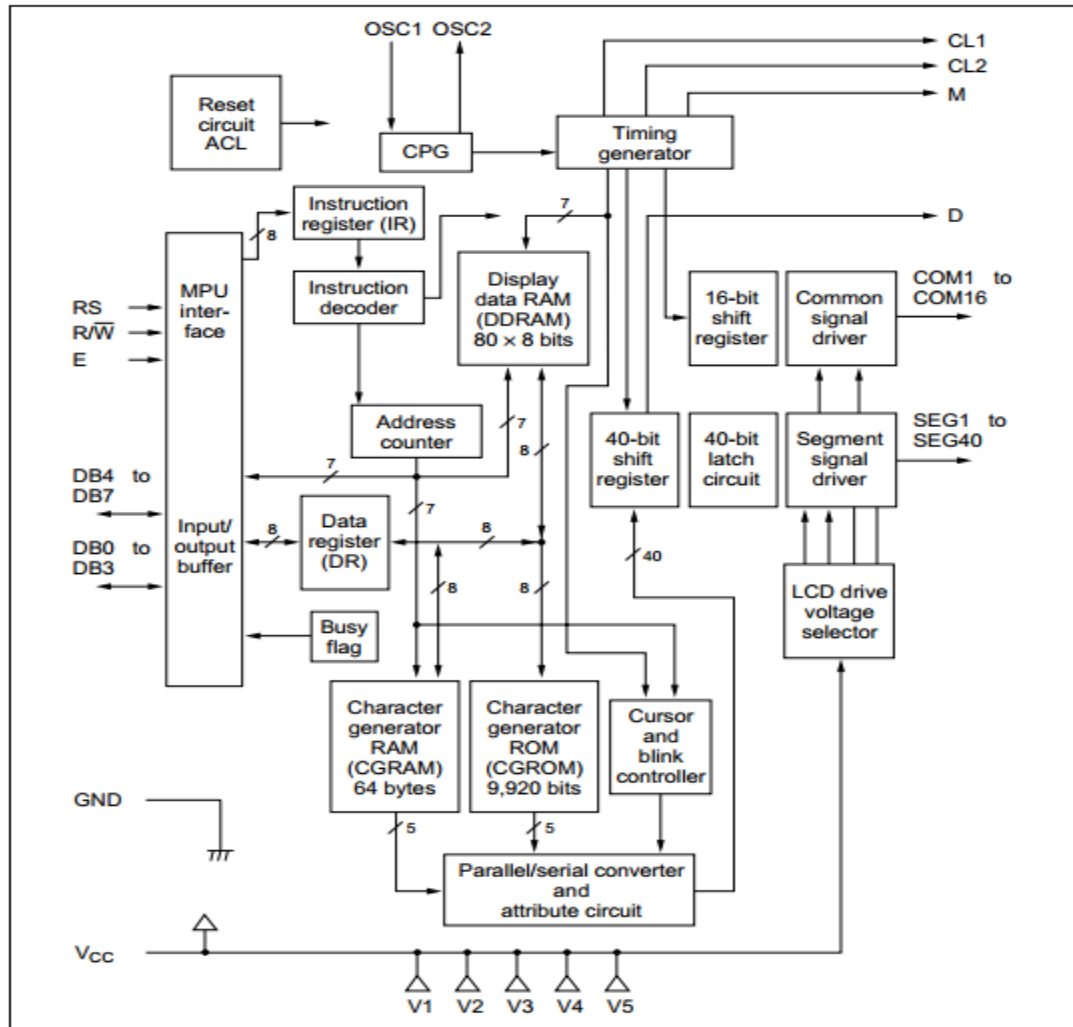 OSC1 OSC2
CL1
CL2
M
Reset
circuit
ACL
CPG
Timing
generator
Instruction
register (IR)
8
7
D
MPU
inter-
face
Instruction
decoder
Display
data RAM
(DDRAM)
80 × 8 bits
16-bit
shift
register
Common
signal
driver
COM1 to
COM16
RS
R/W̅
E
Address
counter
7
8
40-bit
shift
register
40-bit
latch
circuit
Segment
signal
driver
SEG1 to
SEG40
DB4 to
DB7
7
7
DB0 to
DB3
Input/
output
buffer
8
Data
register
(DR)
8
8
8
40
LCD drive
voltage
selector
Busy
flag
Character
generator
RAM
(CGRAM)
64 bytes
Character
generator
ROM
(CGROM)
9,920 bits
Cursor
and
blink
controller
GND
5
5
Parallel/serial converter
and
attribute circuit
VCC
V1 V2 V3 V4 V5